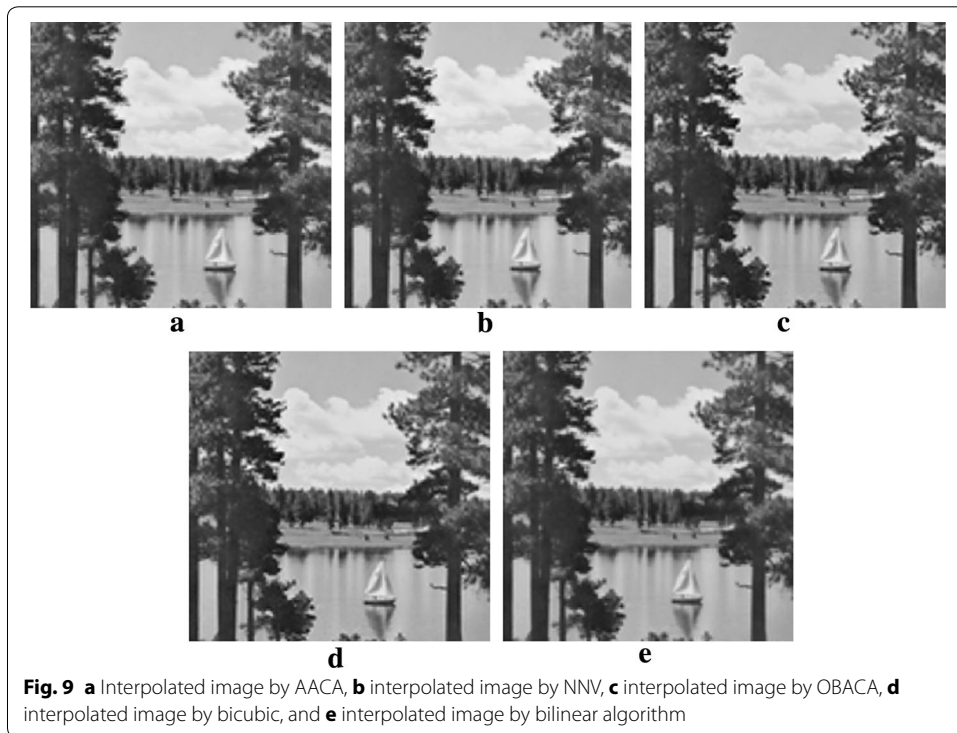 a
b
c
d
e
Fig. 9 a Interpolated image by AACA, b interpolated image by NNV, c interpolated image by OBACA, d
interpolated image by bicubic, and e interpolated image by bilinear algorithm